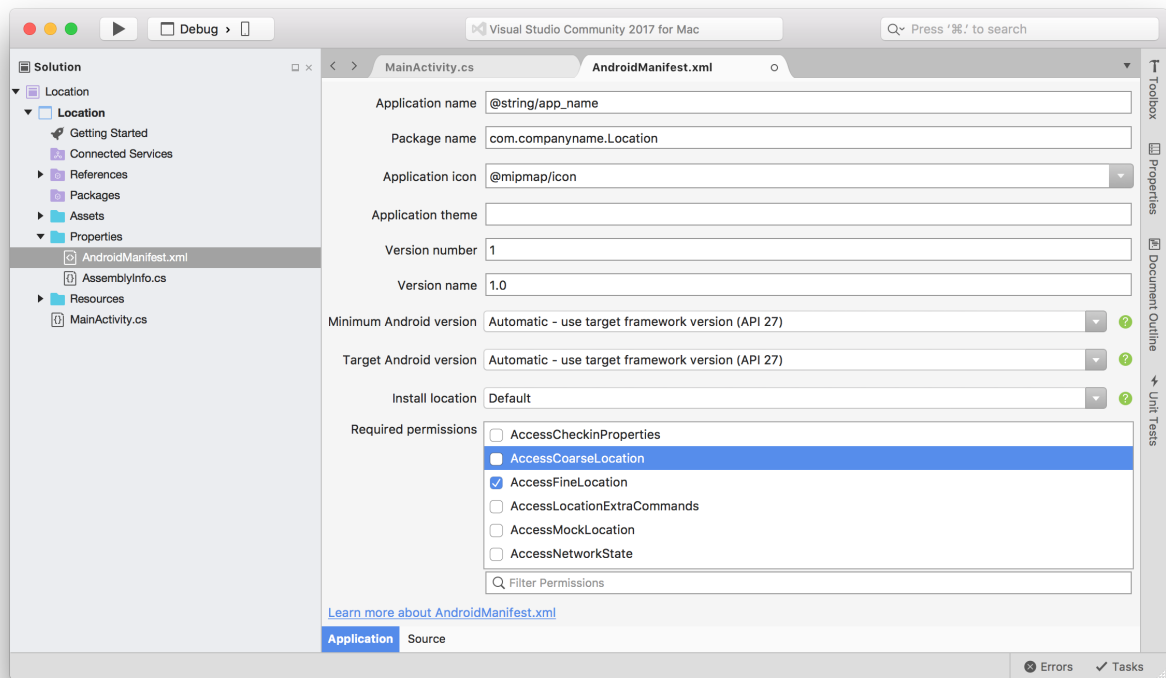 Debug
Visual Studio Community 2017 for Mac
Press '⌘.' to search
Solution
Location
Location
Getting Started
Connected Services
References
Packages
Assets
Properties
AndroidManifest.xml
AssemblyInfo.cs
Resources
MainActivity.cs
MainActivity.cs
AndroidManifest.xml
Application name @string/app_name
Package name com.companyname.Location
Application icon @mipmap/icon
Application theme
Version number 1
Version name 1.0
Minimum Android version Automatic - use target framework version (API 27)
Target Android version Automatic - use target framework version (API 27)
Install location Default
Required permissions
AccessCheckinProperties
AccessCoarseLocation
AccessFineLocation
AccessLocationExtraCommands
AccessMockLocation
AccessNetworkState
Filter Permissions
Learn more about AndroidManifest.xml
Application Source
Toolbox
Properties
Document Outline
Unit Tests
Errors Tasks